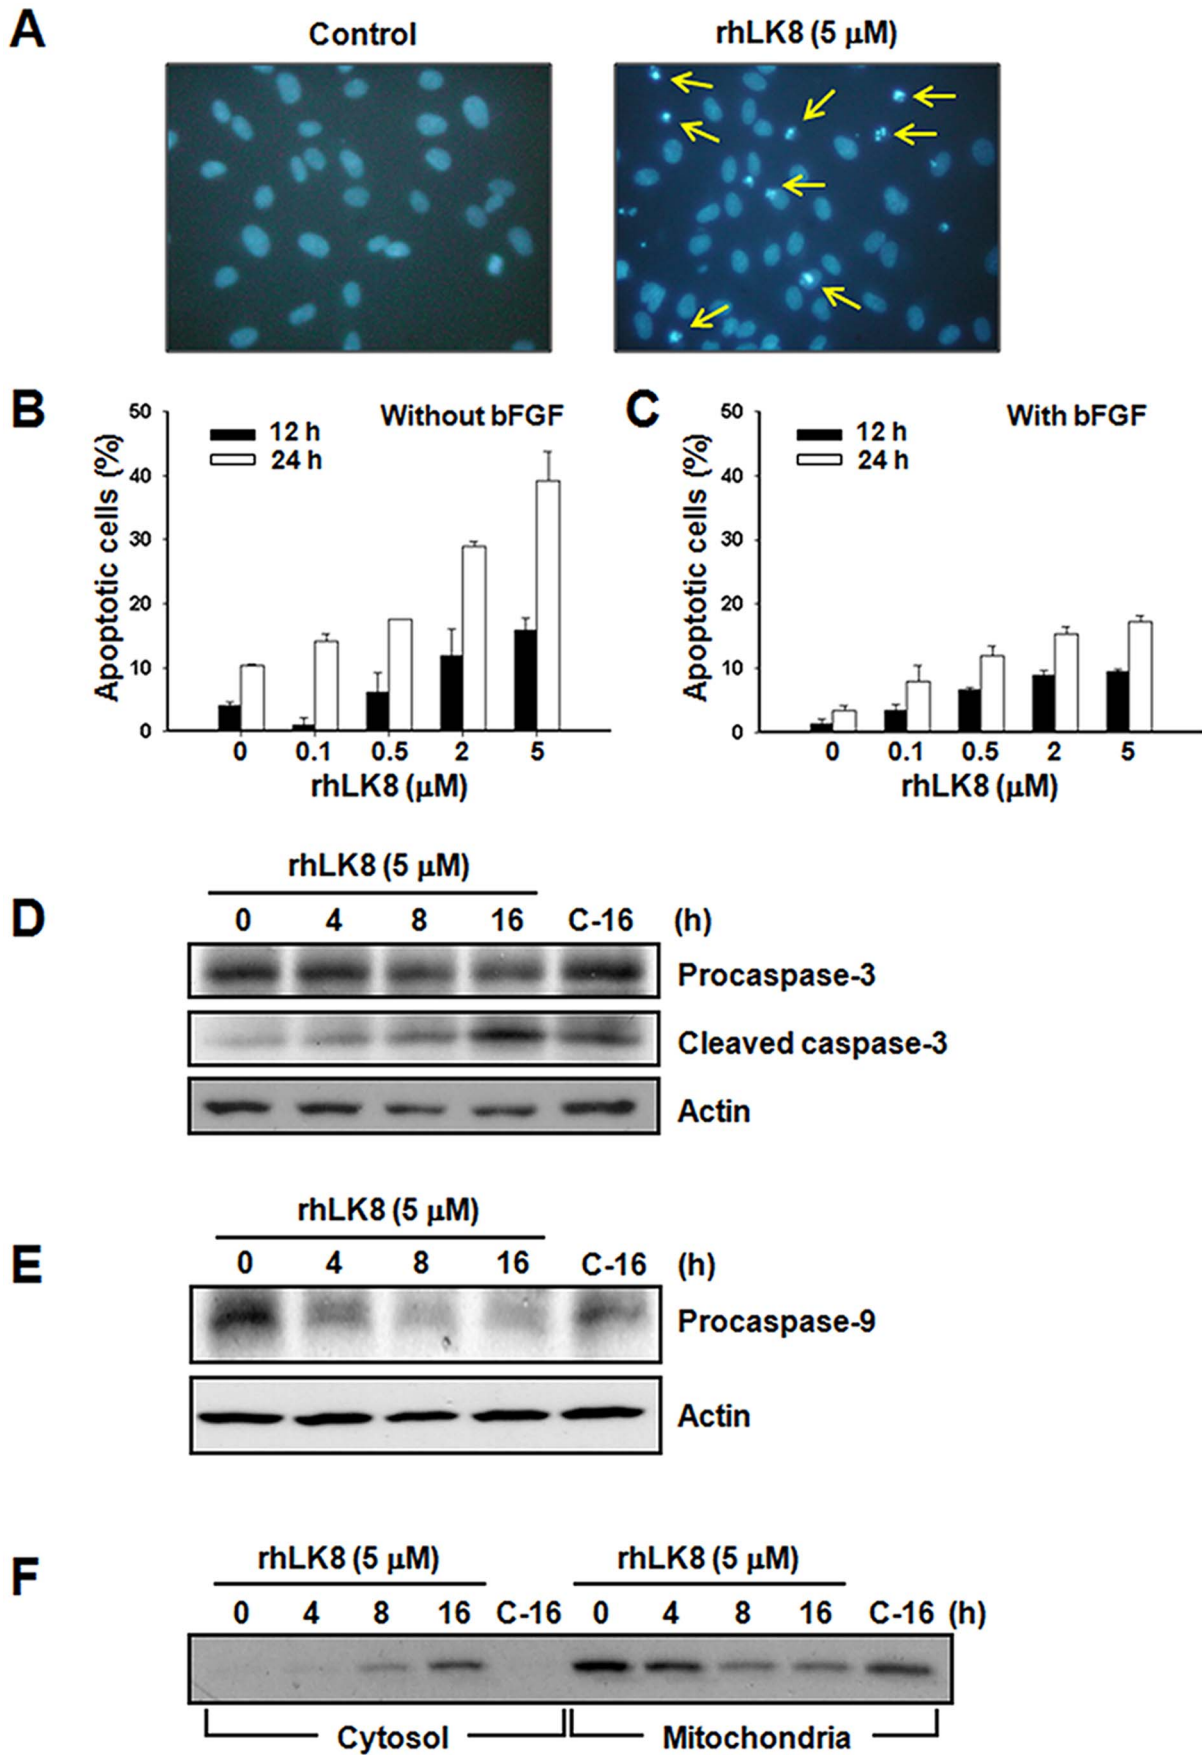 A
Control
rhLK8 (5 μM)
B
Without bFGF
12 h
24 h
Apoptotic cells (%)
50
40
30
20
10
0
0 0.1 0.5 2 5
rhLK8 (μM)
C
With bFGF
12 h
24 h
Apoptotic cells (%)
50
40
30
20
10
0
0 0.1 0.5 2 5
rhLK8 (μM)
D
rhLK8 (5 μM)
0 4 8 16 C-16 (h)
Procaspase-3
Cleaved caspase-3
Actin
E
rhLK8 (5 μM)
0 4 8 16 C-16 (h)
Procaspase-9
Actin
F
rhLK8 (5 μM) rhLK8 (5 μM)
0 4 8 16 C-16 0 4 8 16 C-16 (h)
Cytosol Mitochondria